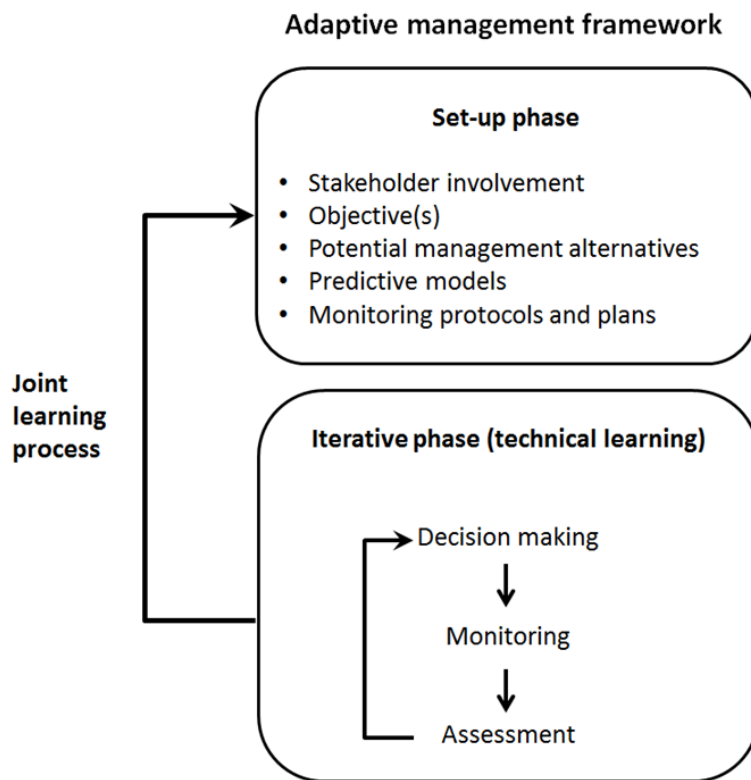 Adaptive management framework
Set-up phase
• Stakeholder involvement
• Objective(s)
• Potential management alternatives
• Predictive models
• Monitoring protocols and plans
Joint
learning
process
Iterative phase (technical learning)
Decision making
Monitoring
Assessment